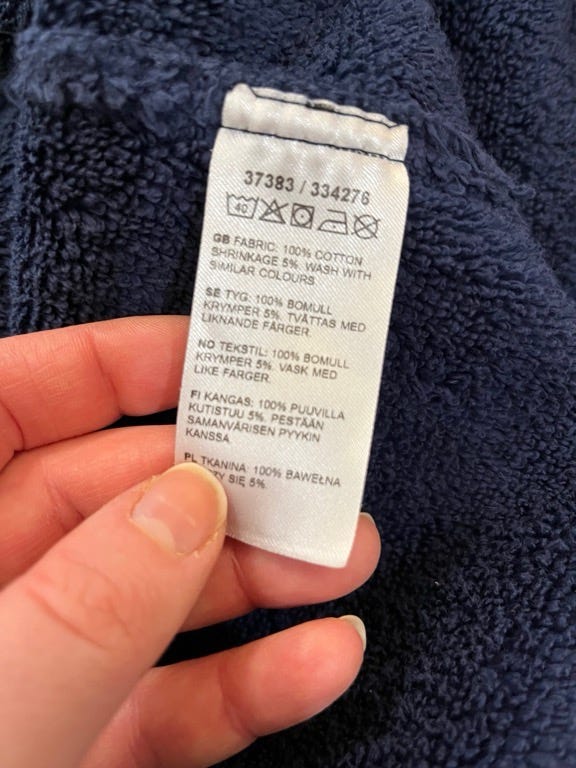 37383 / 334276
40
GB FABRIC: 100% COTTON
SHRINKAGE 5%. WASH WITH
SIMILAR COLOURS.
SE TYG: 100% BOMULL
KRYMPER 5%. TVÄTTAS MED
LIKNANDE FÄRGER.
NO TEKSTIL: 100% BOMULL
KRYMPER 5%. VASK MED
LIKE FARGER.
FI KANGAS: 100% PUUVILLA
KUTISTUU 5%. PESTÄÄN
SAMANVÄRISEN PYYKIN
KANSSA.
PL TKANINA: 100% BAWEŁNA
SIĘ 5%.